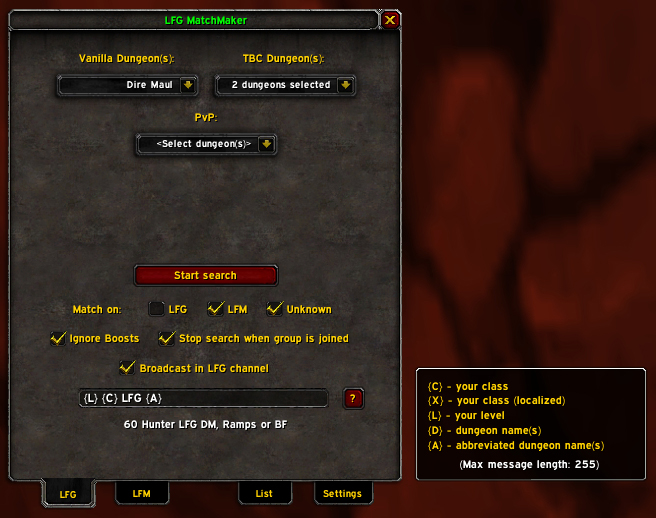 LFG MatchMaker
Vanilla Dungeon(s): TBC Dungeon(s):
Dire Maul 2 dungeons selected
PvP:
<Select dungeon(s)>
Start search
Match on: LFG LFM Unknown
Ignore Boosts Stop search when group is joined
Broadcast in LFG channel
{L} {C} LFG {A} ?
60 Hunter LFG DM, Ramps or BF
LFG LFM List Settings
{C} - your class
{X} - your class (localized)
{L} - your level
{D} - dungeon name(s)
{A} - abbreviated dungeon name(s)
(Max message length: 255)